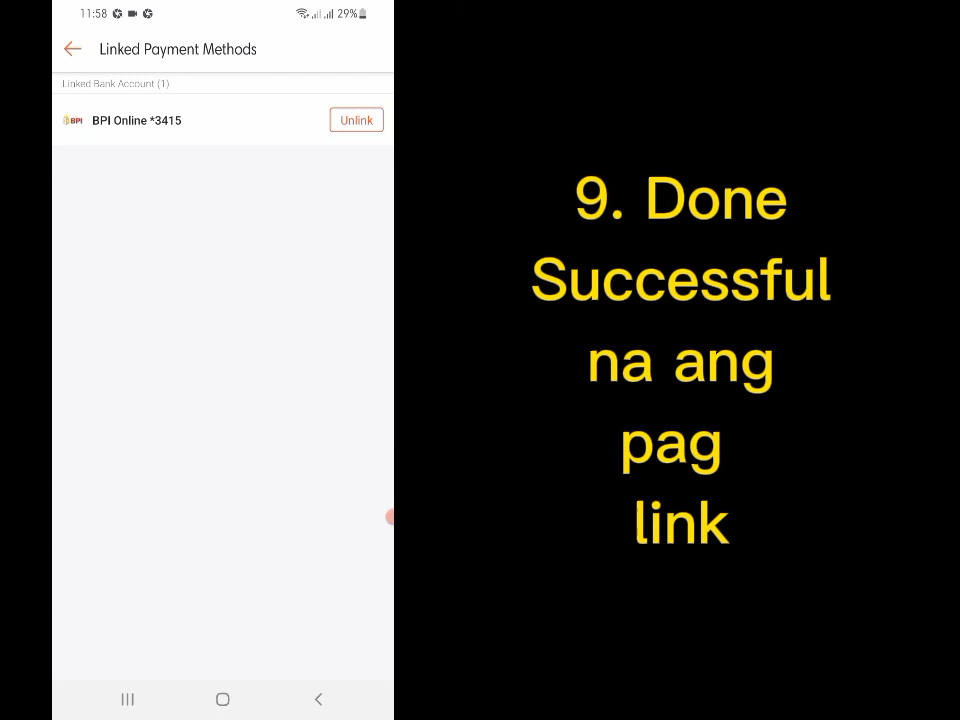 11:58
29%
Linked Payment Methods
Linked Bank Account (1)
BPI BPI Online *3415 Unlink
9. Done
Successful
na ang
pag
link